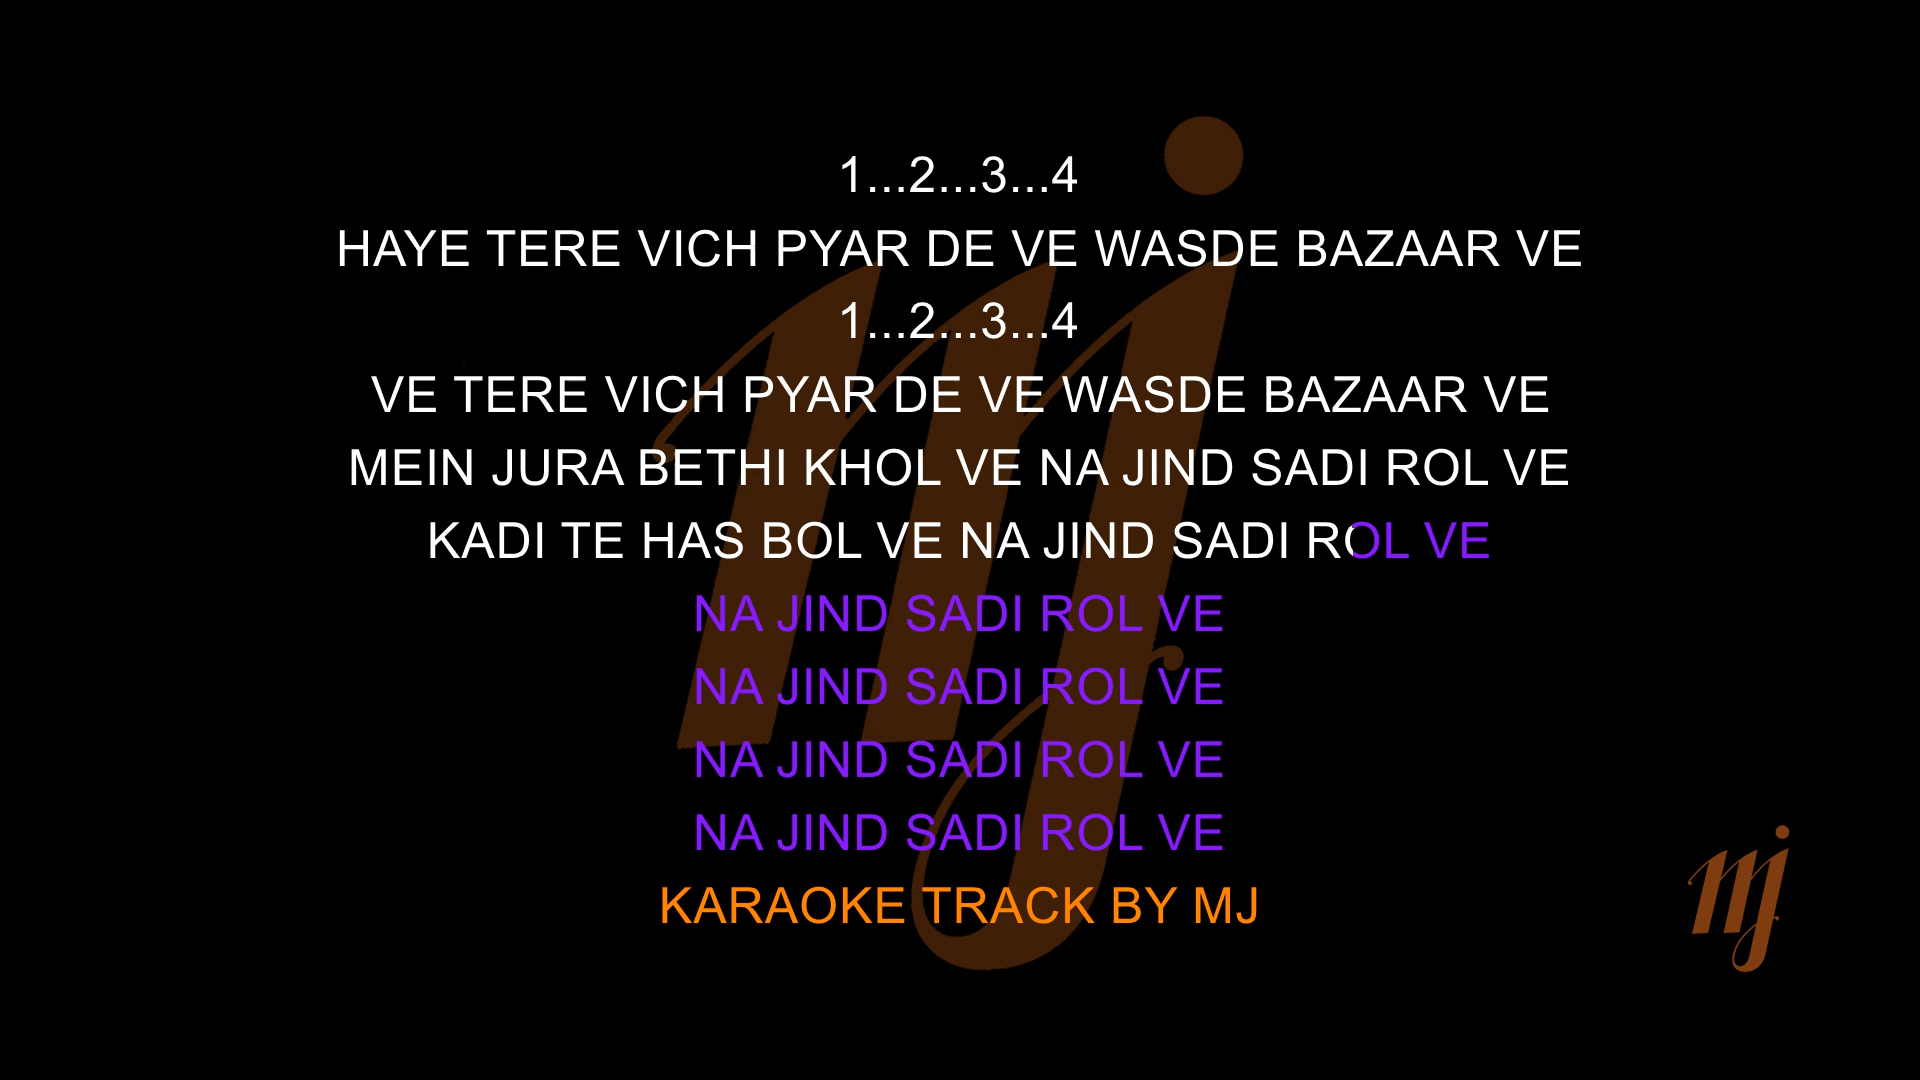 1...2...3...4
HAYE TERE VICH PYAR DE VE WASDE BAZAAR VE
1...2...3...4
VE TERE VICH PYAR DE VE WASDE BAZAAR VE
MEIN JURA BETHI KHOL VE NA JIND SADI ROL VE
KADI TE HAS BOL VE NA JIND SADI ROL VE
NA JIND SADI ROL VE
NA JIND SADI ROL VE
NA JIND SADI ROL VE
NA JIND SADI ROL VE
KARAOKE TRACK BY MJ
mj
mj